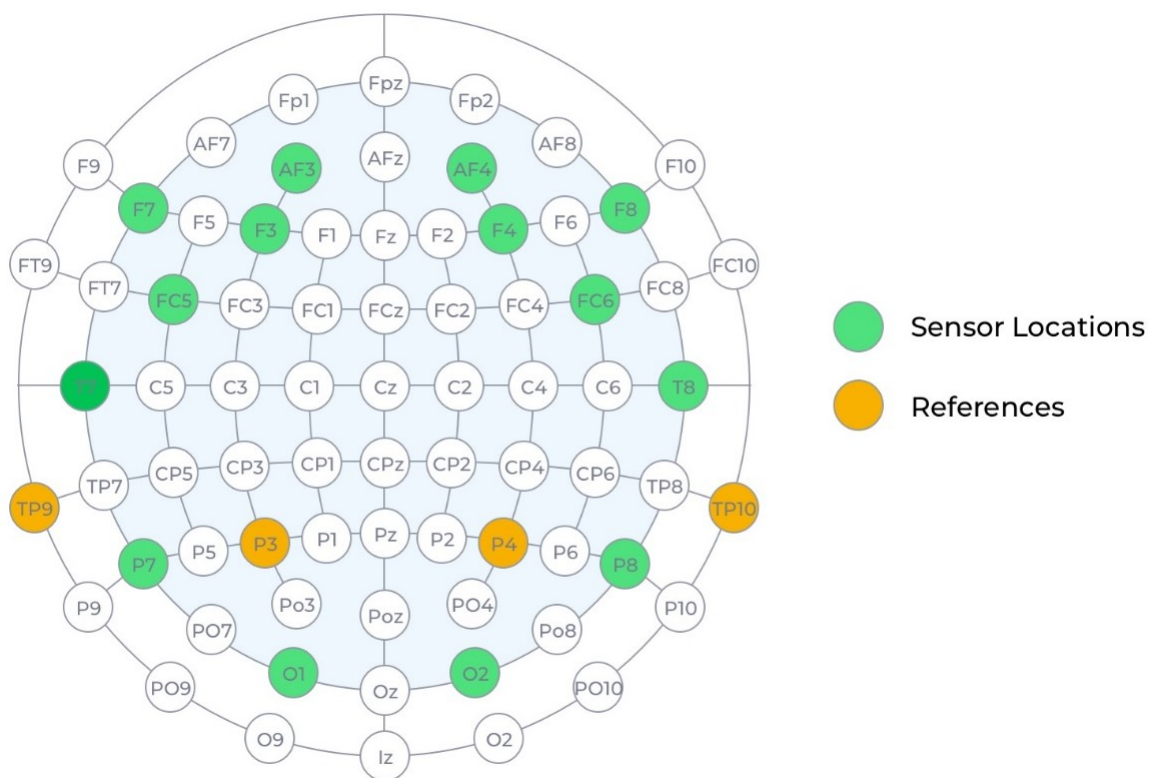 Fpz
Fp1
Fp2
AF7
AFz
AF8
F9
AF3
AF4
F10
F7
F5
F3
F1
Fz
F2
F4
F6
F8
FT9
FT7
FC5
FC3
FC1
FCz
FC2
FC4
FC6
FC8
FC10
Sensor Locations
T7
C5
C3
C1
Cz
C2
C4
C6
T8
References
TP9
TP7
CP5
CP3
CP1
CPz
CP2
CP4
CP6
TP8
TP10
P7
P5
P3
P1
Pz
P2
P4
P6
P8
P9
Po3
Poz
PO4
P10
PO7
Po8
PO9
O1
Oz
O2
PO10
O9
Iz
O2